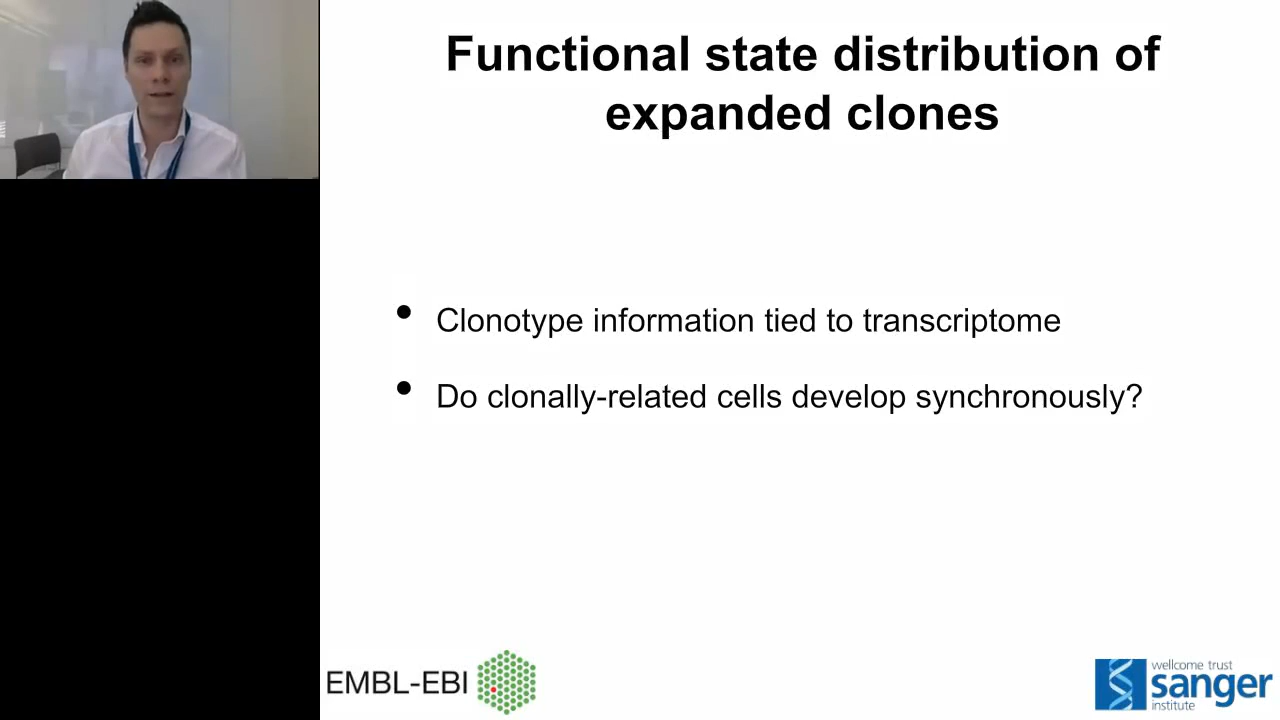 Functional state distribution of
expanded clones
• Clonotype information tied to transcriptome
• Do clonally-related cells develop synchronously?
EMBL-EBI
wellcome trust
sanger
institute